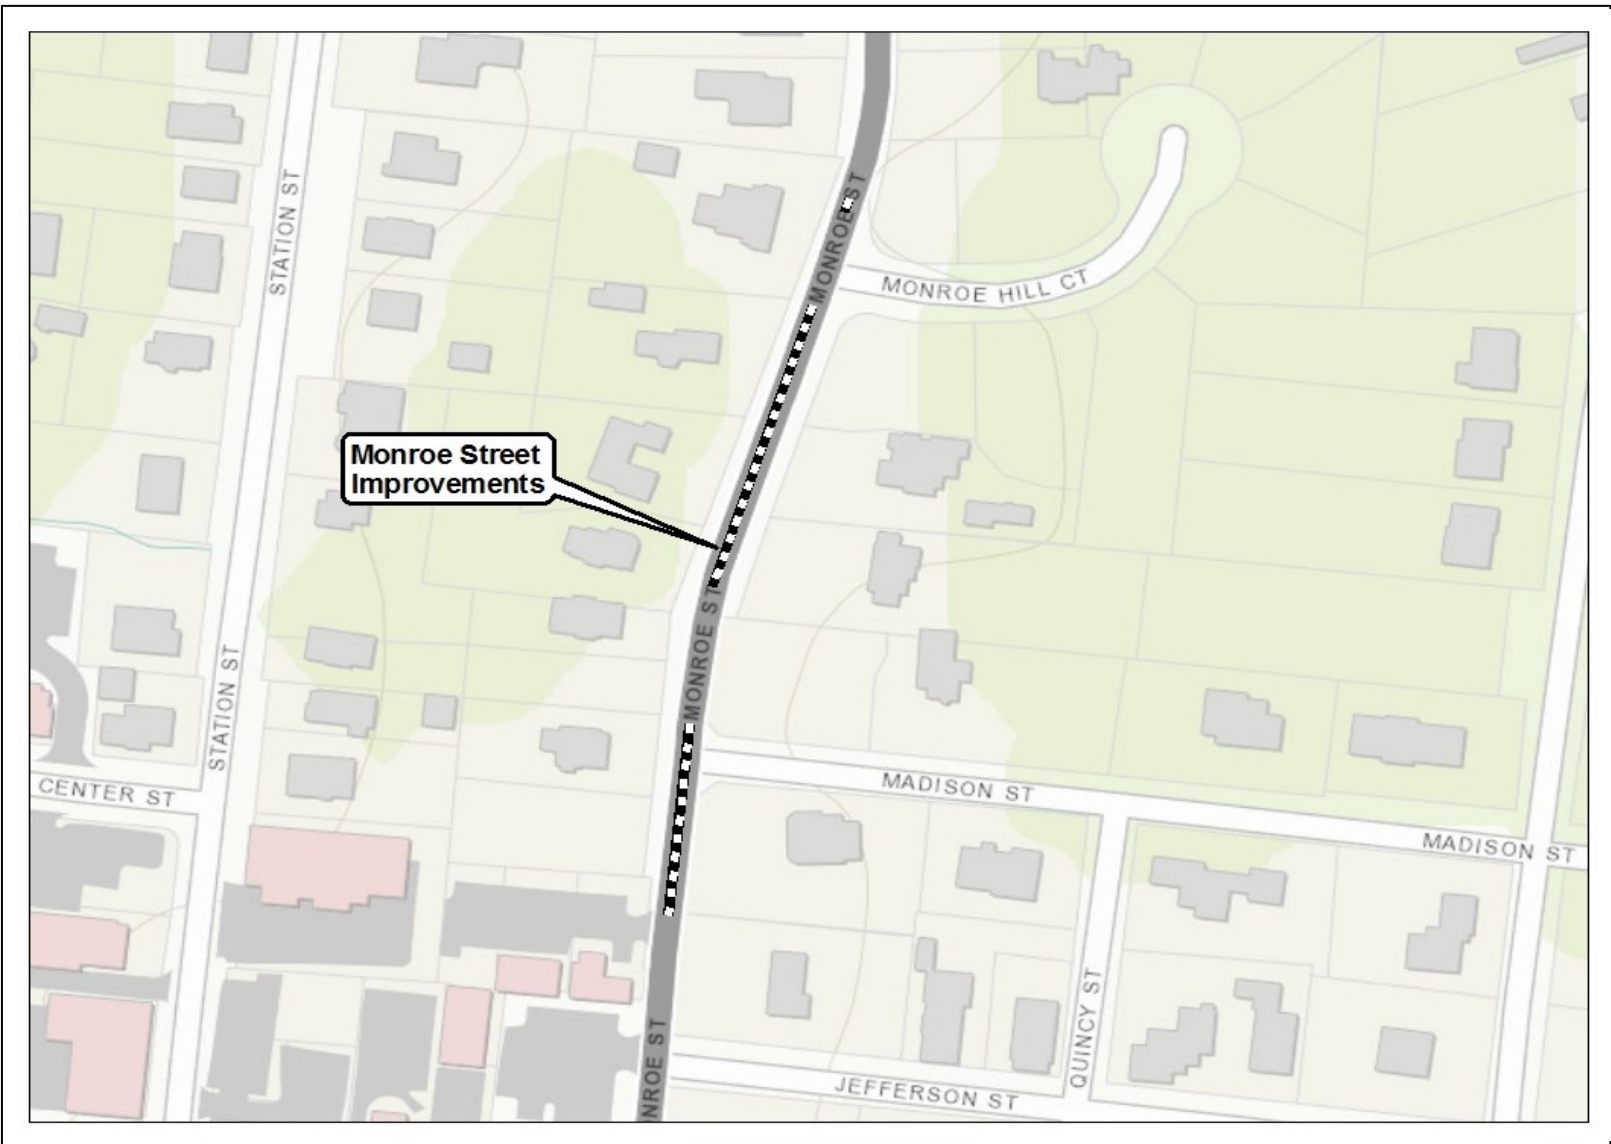 STATION ST
MONROE ST
MONROE HILL CT
Monroe Street
Improvements
MONROE ST
STATION ST
CENTER ST
MADISON ST
MADISON ST
QUINCY ST
NROE ST
JEFFERSON ST